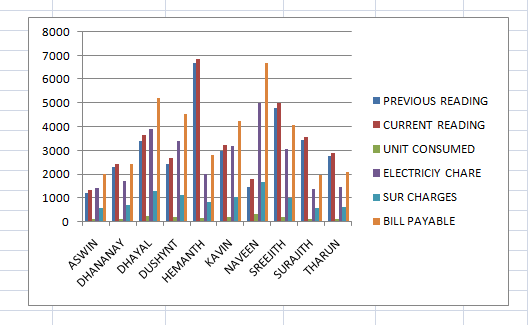 8000
7000
6000
5000
4000
3000
2000
1000
0
ASWIN
DHANANAY
DHAYAL
DUSHYNT
HEMANTH
KAVIN
NAVEEN
SREEJITH
SURAJITH
THARUN
PREVIOUS READING
CURRENT READING
UNIT CONSUMED
ELECTRICIY CHARE
SUR CHARGES
BILL PAYABLE